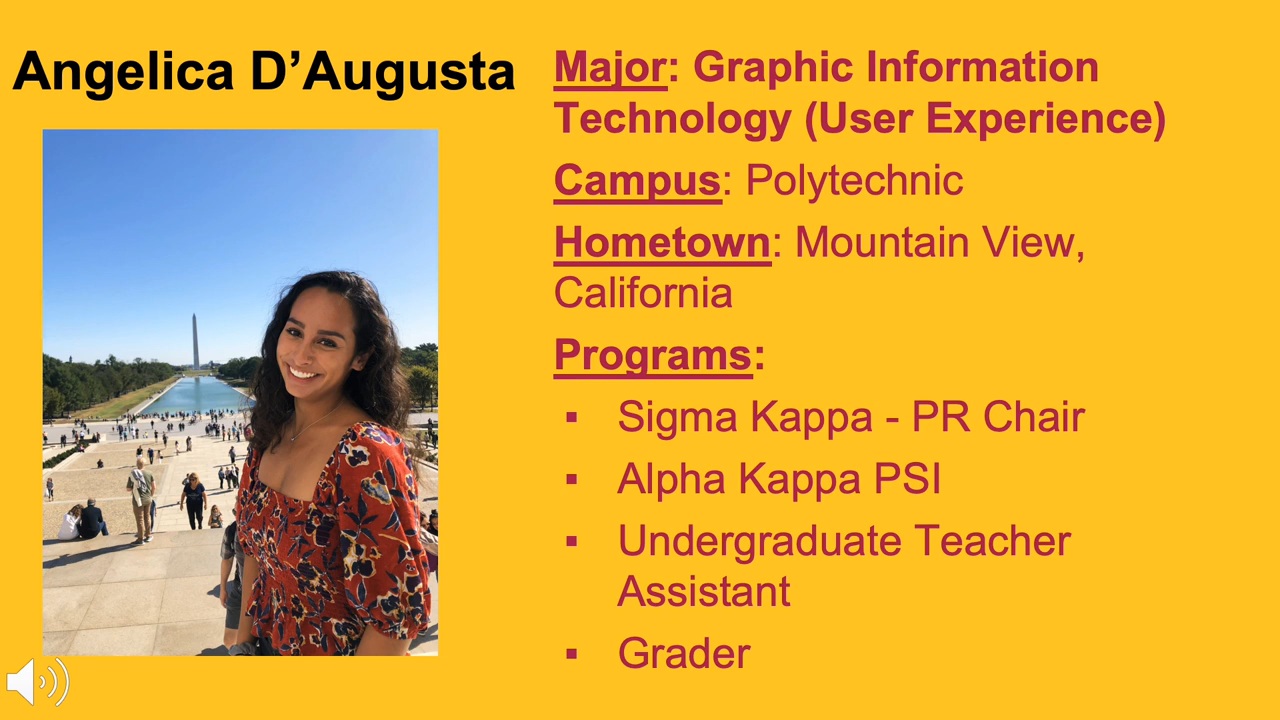 Angelica D’Augusta
Major: Graphic Information
Technology (User Experience)
Campus: Polytechnic
Hometown: Mountain View,
California
Programs:
▪ Sigma Kappa - PR Chair
▪ Alpha Kappa PSI
▪ Undergraduate Teacher
Assistant
▪ Grader